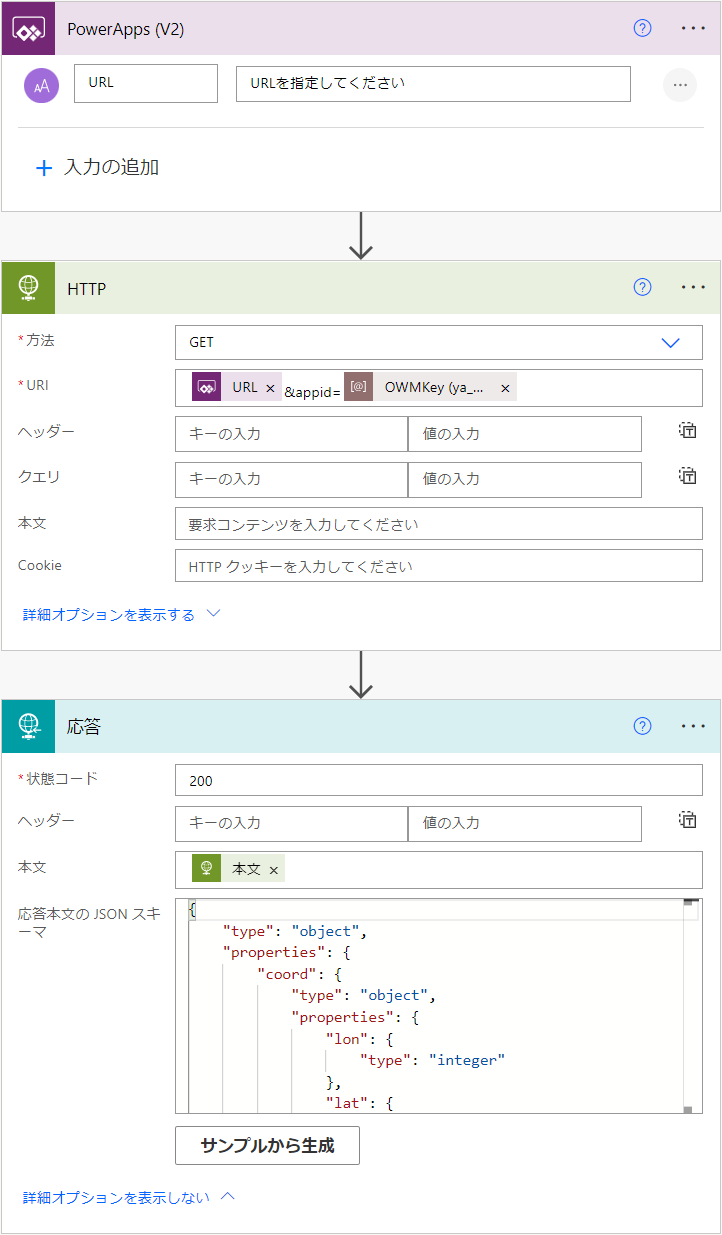 PowerApps (V2)
URL URLを指定してください
入力の追加
HTTP
*方法 GET
*URI URL × &appid= OWMKey (ya_... ×
ヘッダー キーの入力 値の入力
クエリ キーの入力 値の入力
本文 要求コンテンツを入力してください
Cookie HTTP クッキーを入力してください
詳細オプションを表示する
応答
*状態コード 200
ヘッダー キーの入力 値の入力
本文 本文 ×
応答本文の JSON スキーマ
{
"type": "object",
"properties": {
"coord": {
"type": "object",
"properties": {
"lon": {
"type": "integer"
},
"lat": {
サンプルから生成
詳細オプションを表示しない